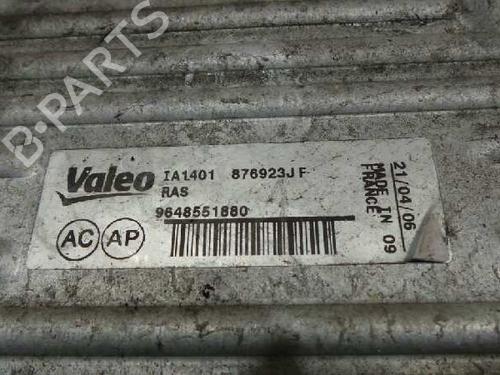 B-PARTS
Valeo IA1401 876923J F
RAS
9648551880
AC AP
21/04/06
MADE IN
FRANCE 09